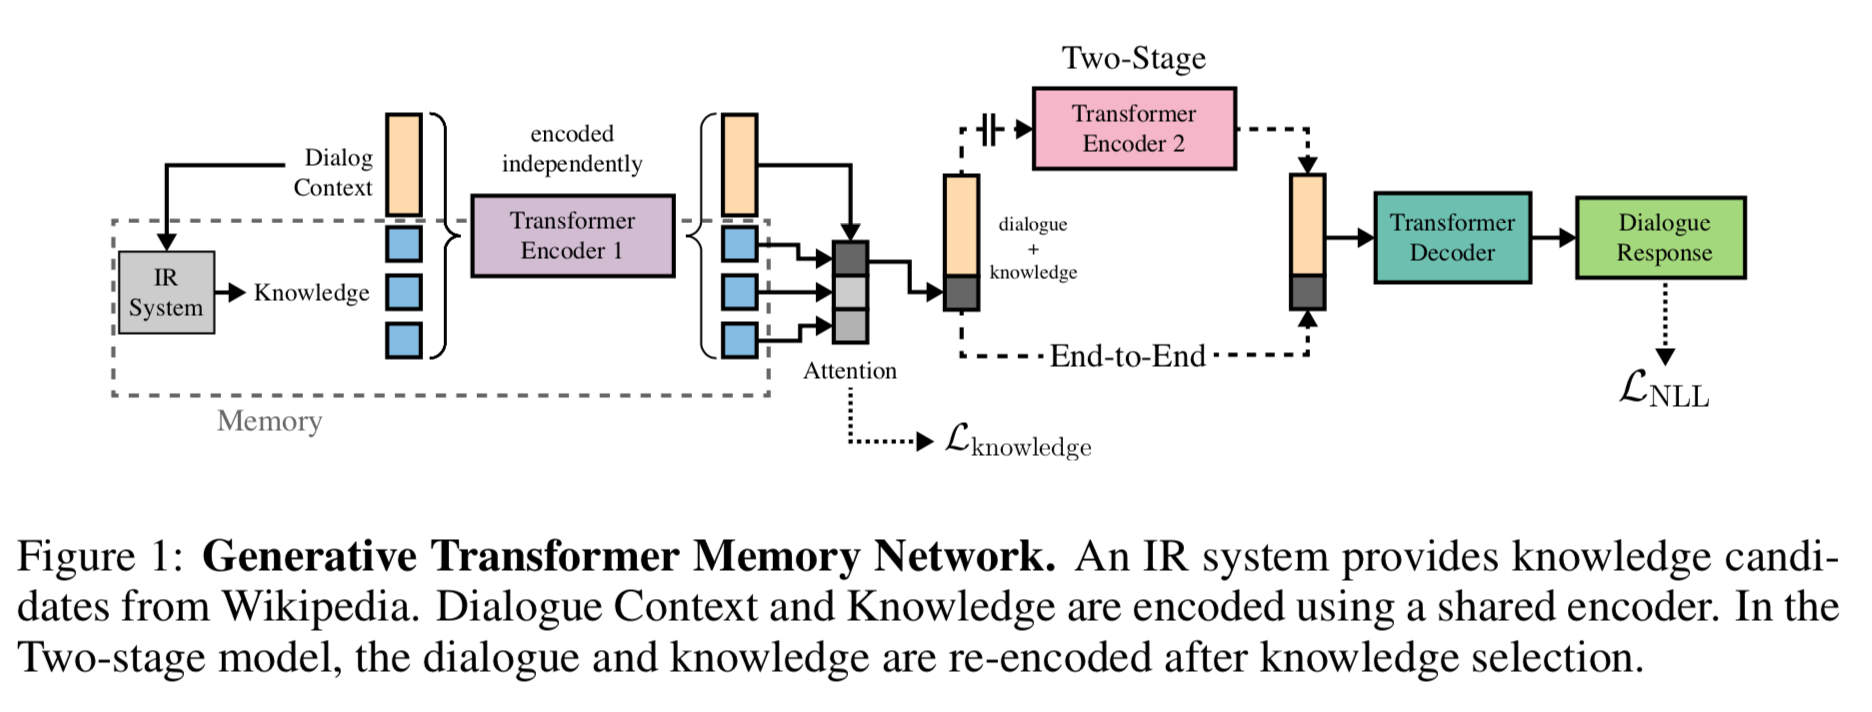 Two-Stage
Transformer
Encoder 2
encoded
independently
Dialog
Context
Transformer
Encoder 1
dialogue
+
knowledge
Transformer
Decoder
Dialogue
Response
IR
System
Knowledge
Attention
End-to-End
Memory
ℒknowledge
ℒNLL
Figure 1: Generative Transformer Memory Network. An IR system provides knowledge candi-
dates from Wikipedia. Dialogue Context and Knowledge are encoded using a shared encoder. In the
Two-stage model, the dialogue and knowledge are re-encoded after knowledge selection.